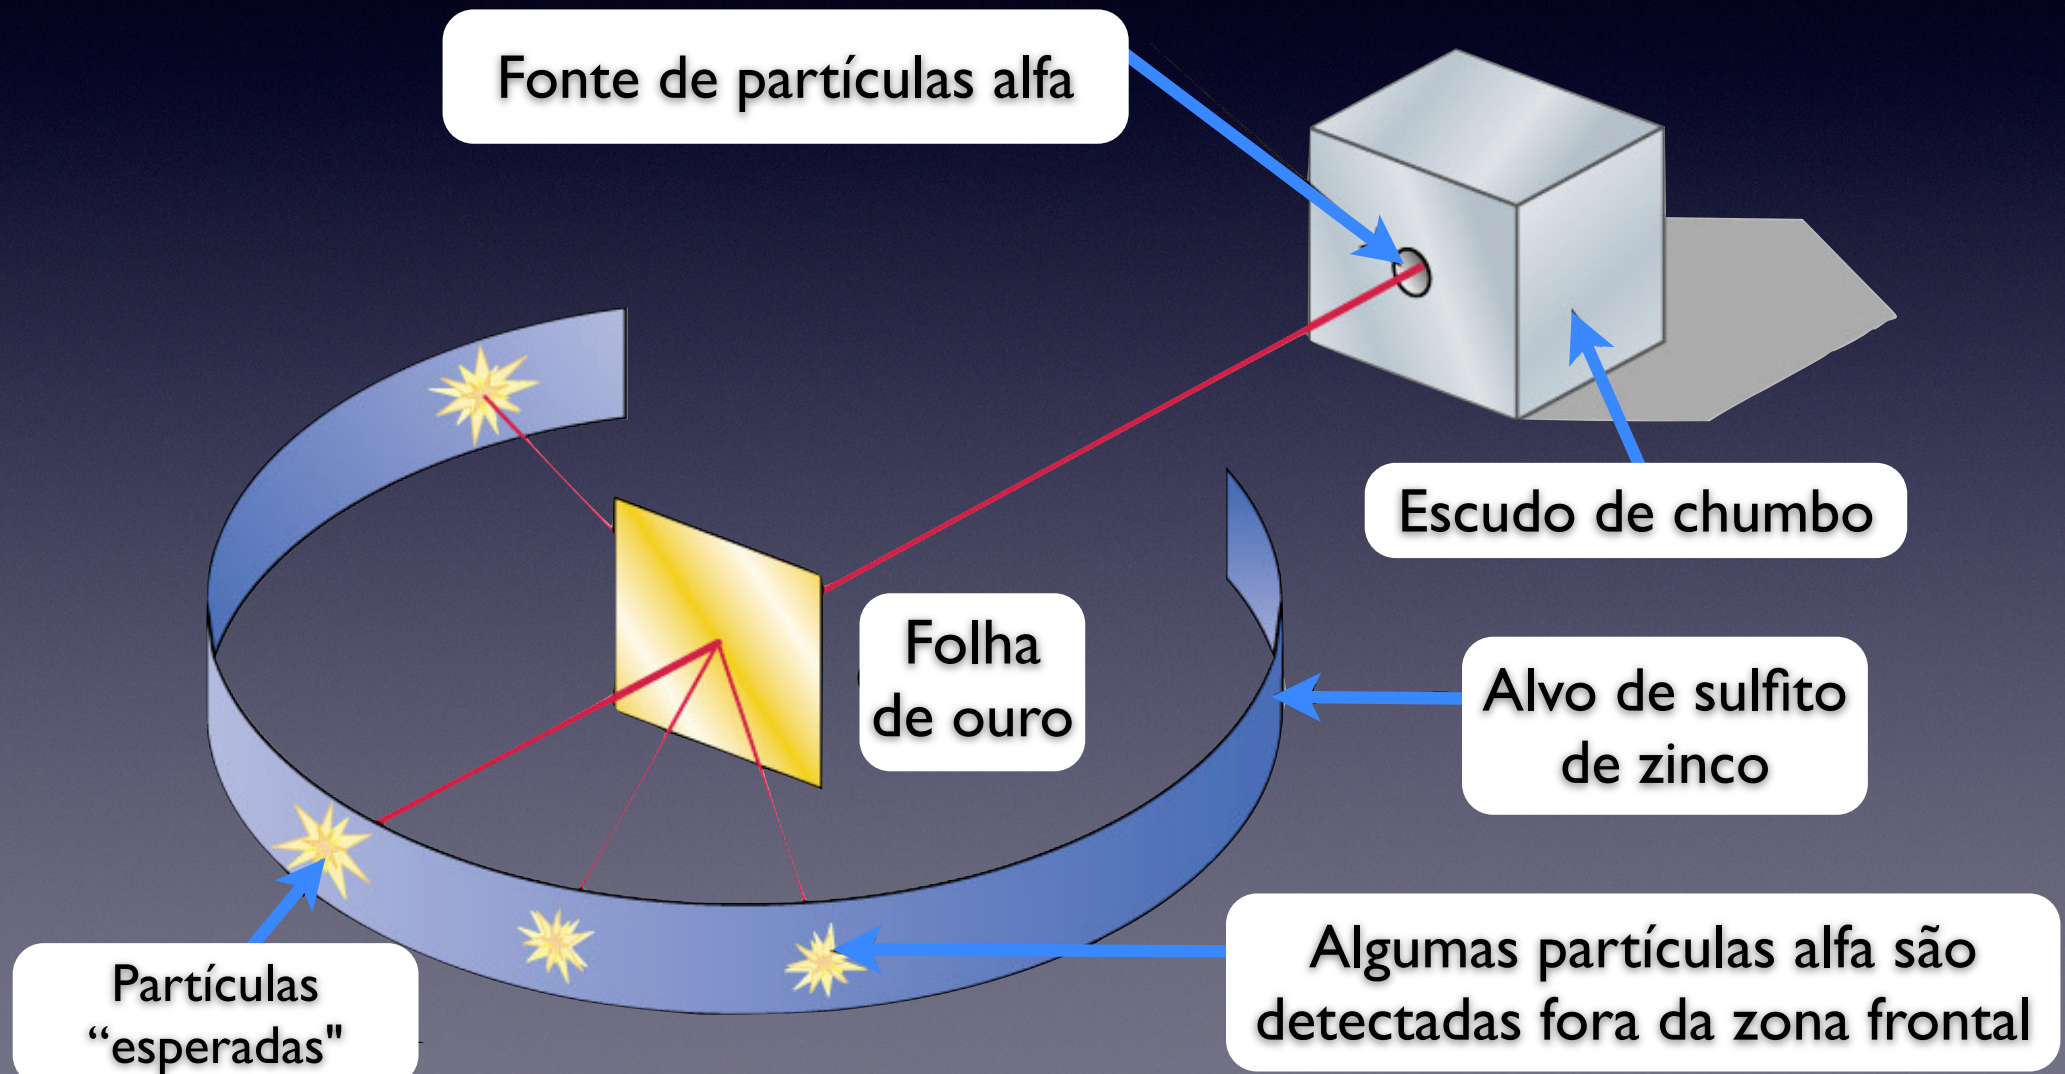 Fonte de partículas alfa
Escudo de chumbo
Folha
de ouro
Alvo de sulfito
de zinco
Algumas partículas alfa são
detectadas fora da zona frontal
Partículas
“esperadas"